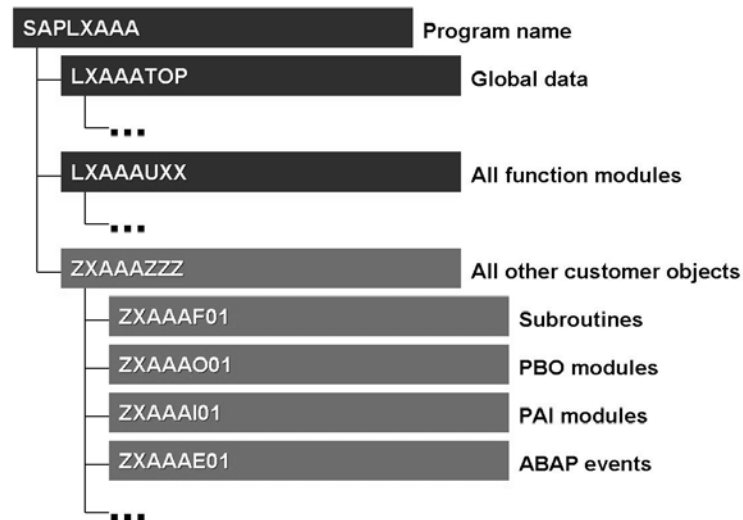 SAPLXAAA Program name
LXAAATOP Global data
...
LXAAAUXX All function modules
...
ZXAAAZZZ All other customer objects
ZXAAAF01 Subroutines
ZXAAAO01 PBO modules
ZXAAAI01 PAI modules
ZXAAAE01 ABAP events
...